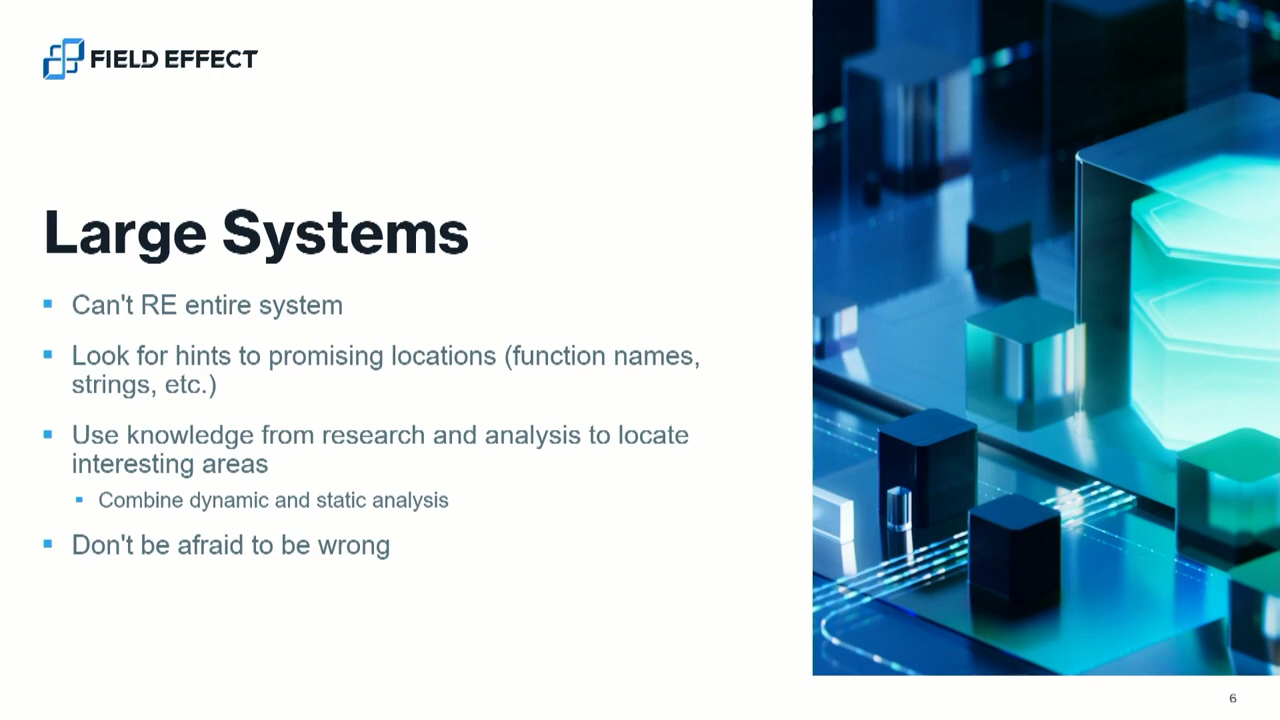 FIELD EFFECT
Large Systems
Can't RE entire system
Look for hints to promising locations (function names,
strings, etc.)
Use knowledge from research and analysis to locate
interesting areas
Combine dynamic and static analysis
Don't be afraid to be wrong
6